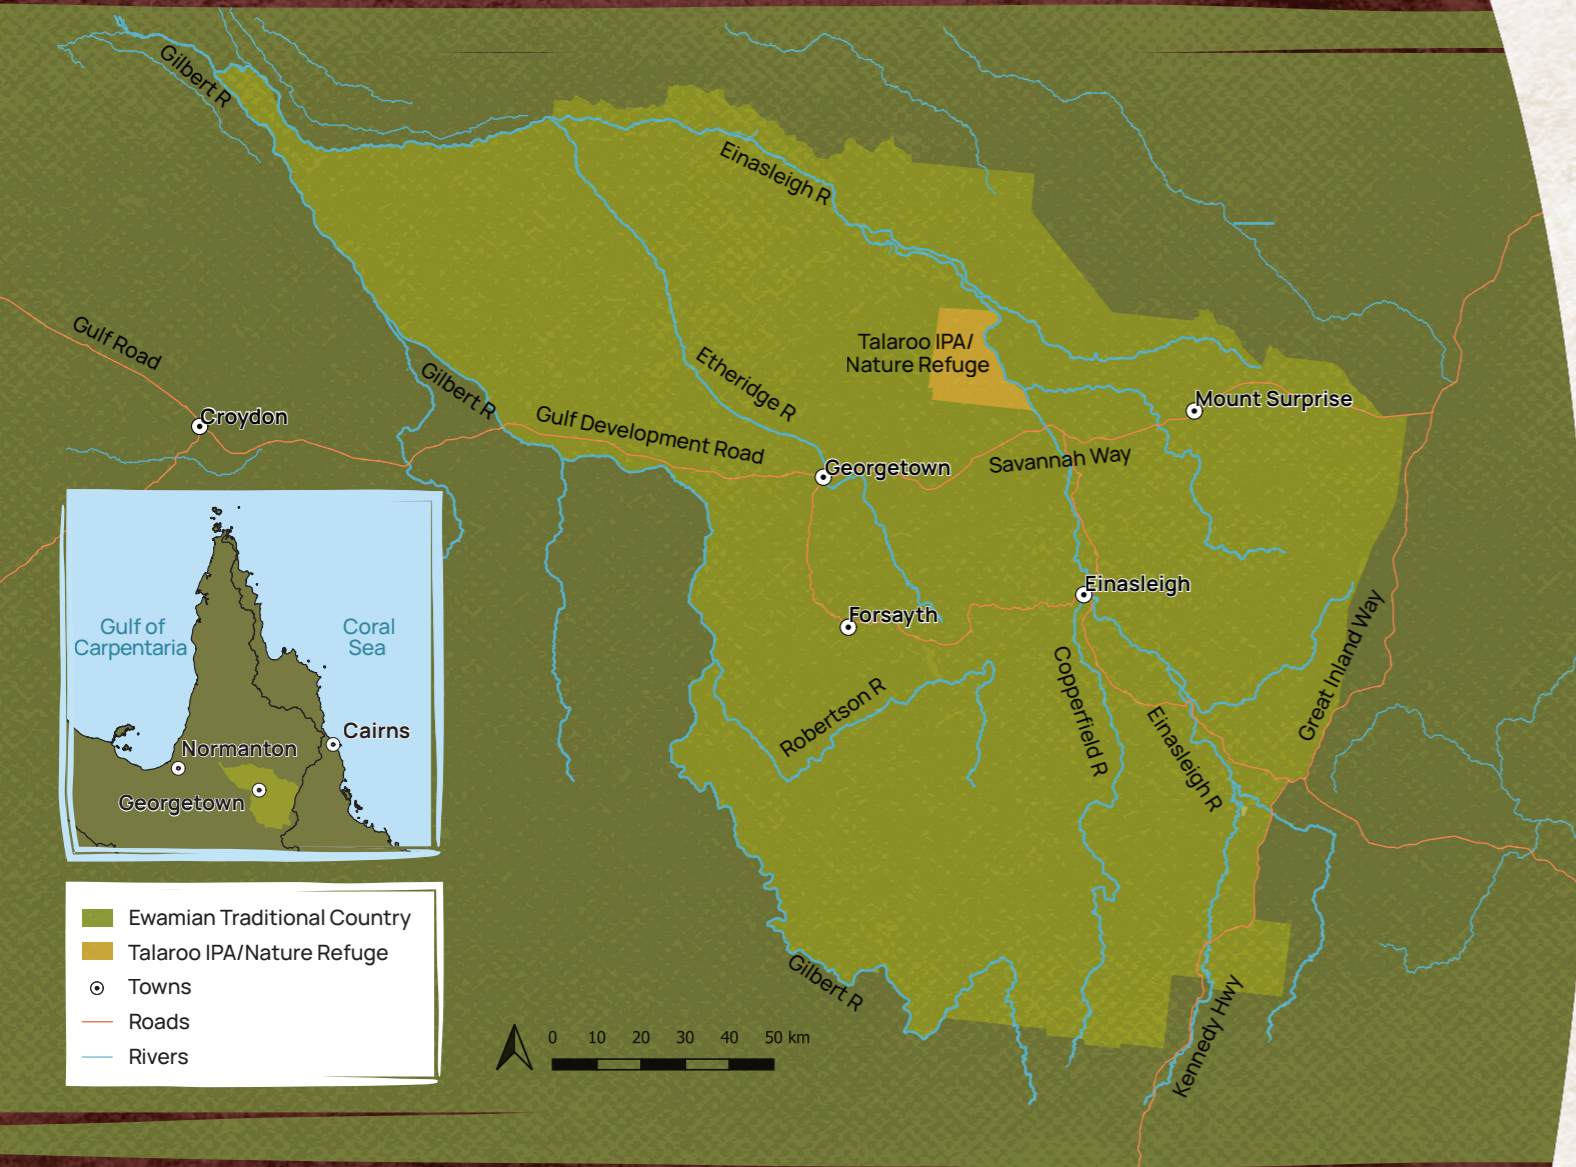 Gilbert R
Einasleigh R
Gulf Road
Talaroo IPA/
Nature Refuge
Etheridge R
Gilbert R
Croydon
Mount Surprise
Gulf Development Road
Georgetown
Savannah Way
Einasleigh
Forsayth
Great Inland Way
Copperfield R
Robertson R
Einasleigh R
Gilbert R
Kennedy Hwy
Gulf of
Carpentaria
Coral
Sea
Cairns
Normanton
Georgetown
Ewamian Traditional Country
Talaroo IPA/Nature Refuge
Towns
Roads
Rivers
0 10 20 30 40 50 km